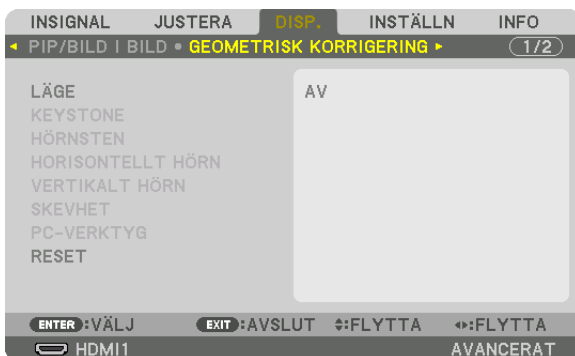 INSIGNAL JUSTERA DISP. INSTÄLLN INFO
◂ PIP/BILD I BILD • GEOMETRISK KORRIGERING ▸ 1/2
LÄGE AV
KEYSTONE
HÖRNSTEN
HORISONTELLT HÖRN
VERTIKALT HÖRN
SKEVHET
PC-VERKTYG
RESET
ENTER :VÄLJ EXIT :AVSLUT ♦:FLYTTA ◂▸:FLYTTA
HDMI1 AVANCERAT